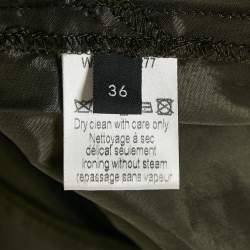 36
Dry clean with care only
Nettoyage à sec
délicat seulement
Ironing without steam
repassage sans vapeur